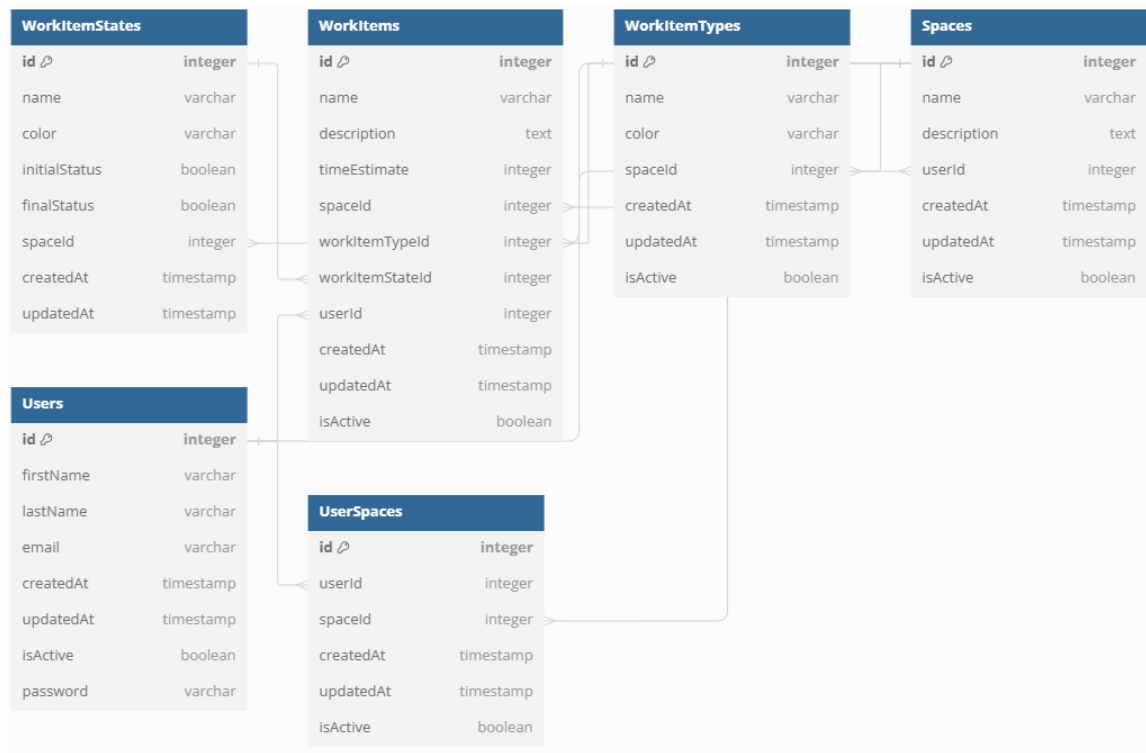 WorkItemStates
id integer
name varchar
color varchar
initialStatus boolean
finalStatus boolean
spaceId integer
createdAt timestamp
updatedAt timestamp
WorkItems
id integer
name varchar
description text
timeEstimate integer
spaceId integer
workItemTypeId integer
workItemStateId integer
userId integer
createdAt timestamp
updatedAt timestamp
isActive boolean
WorkItemTypes
id integer
name varchar
color varchar
spaceId integer
createdAt timestamp
updatedAt timestamp
isActive boolean
Spaces
id integer
name varchar
description text
userId integer
createdAt timestamp
updatedAt timestamp
isActive boolean
Users
id integer
firstName varchar
lastName varchar
email varchar
createdAt timestamp
updatedAt timestamp
isActive boolean
password varchar
UserSpaces
id integer
userId integer
spaceId integer
createdAt timestamp
updatedAt timestamp
isActive boolean